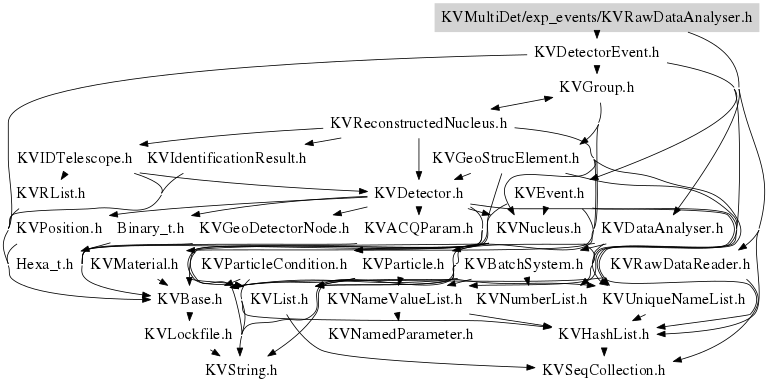 KVMultiDet/exp_events/KVRawDataAnalyser.h
KVDetectorEvent.h
KVGroup.h
KVReconstructedNucleus.h
KVIDTelescope.h KVIdentificationResult.h KVGeoStrucElement.h
KVRList.h KVDetector.h KVEvent.h
KVPosition.h Binary_t.h KVGeoDetectorNode.h KVACQParam.h KVNucleus.h KVDataAnalyser.h
Hexa_t.h KVMaterial.h KVParticleCondition.h KVParticle.h KVBatchSystem.h KVRawDataReader.h
KVBase.h KVList.h KVNameValueList.h KVNumberList.h KVUniqueNameList.h
KVLockfile.h KVNamedParameter.h KVHashList.h
KVString.h KVSeqCollection.h